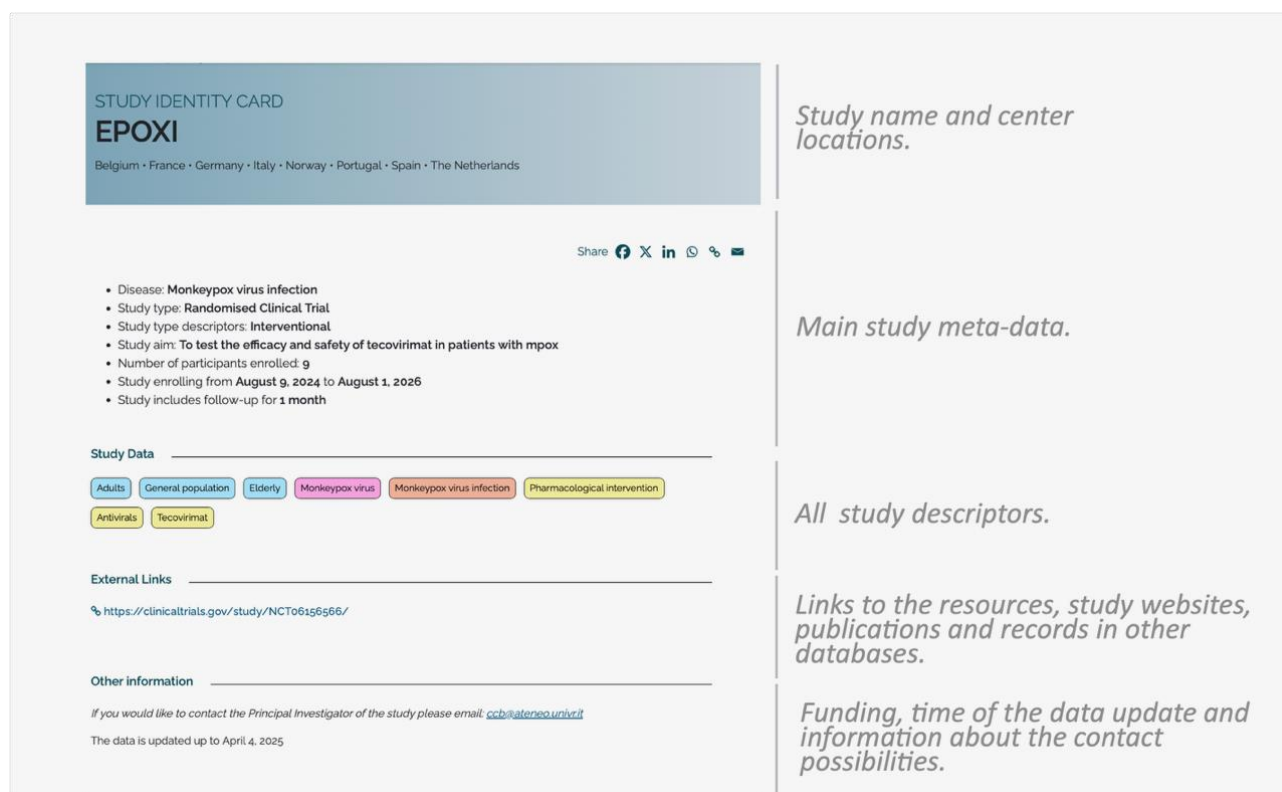 STUDY IDENTITY CARD
EPOXI
Belgium • France • Germany • Italy • Norway • Portugal • Spain • The Netherlands
Study name and center
locations.
Share
• Disease: Monkeypox virus infection
• Study type: Randomised Clinical Trial
• Study type descriptors: Interventional
• Study aim: To test the efficacy and safety of tecovirimat in patients with mpox
• Number of participants enrolled: 9
• Study enrolling from August 9, 2024 to August 1, 2026
• Study includes follow-up for 1 month
Main study meta-data.
Study Data
Adults General population Elderly Monkeypox virus Monkeypox virus infection Pharmacological intervention
Antivirals Tecovirimat
All study descriptors.
External Links
https://clinicaltrials.gov/study/NCT06156566/
Links to the resources, study websites,
publications and records in other
databases.
Other information
If you would like to contact the Principal Investigator of the study please email: ccb@ateneo.univr.it
The data is updated up to April 4, 2025
Funding, time of the data update and
information about the contact
possibilities.